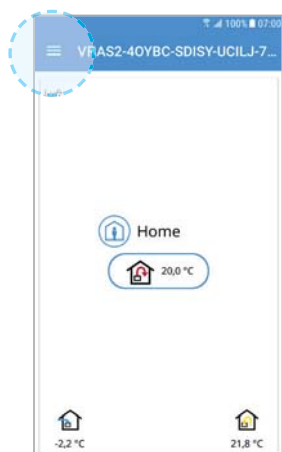 100% 07:00
VRAS2-4OYBC-SDISY-UCILJ-7...
Home
20,0 °C
-2,2 °C
21,8 °C